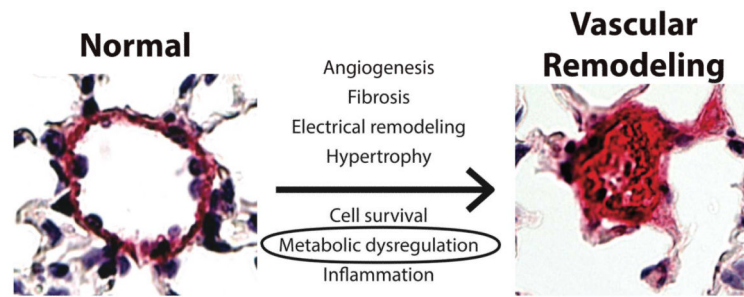 Normal
Angiogenesis
Fibrosis
Electrical remodeling
Hypertrophy
Cell survival
Metabolic dysregulation
Inflammation
Vascular
Remodeling